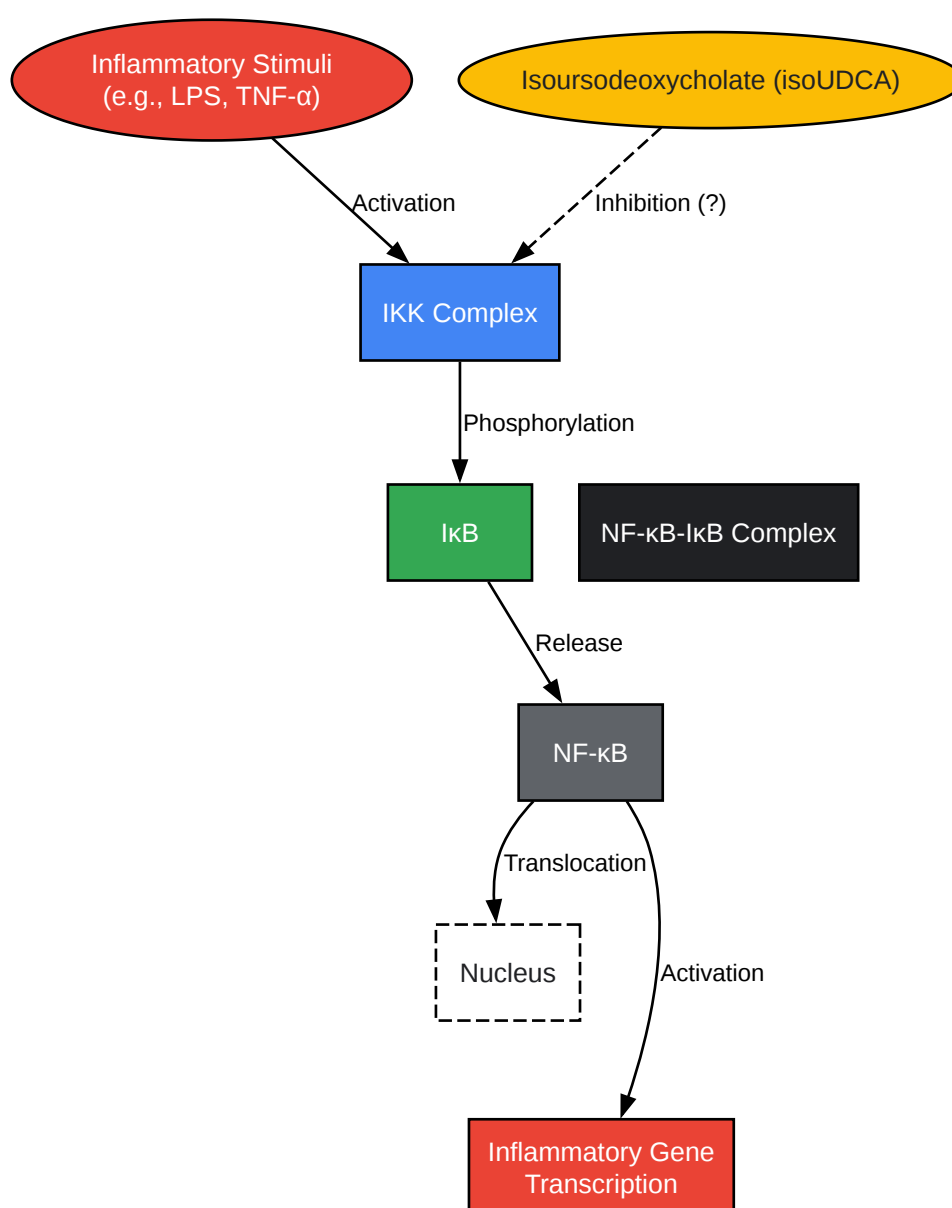 Inflammatory Stimuli
(e.g., LPS, TNF-α)
Isoursodeoxycholate (isoUDCA)
Activation
Inhibition (?)
IKK Complex
Phosphorylation
IκB
NF-κB-IκB Complex
Release
NF-κB
Translocation
Nucleus
Activation
Inflammatory Gene
Transcription